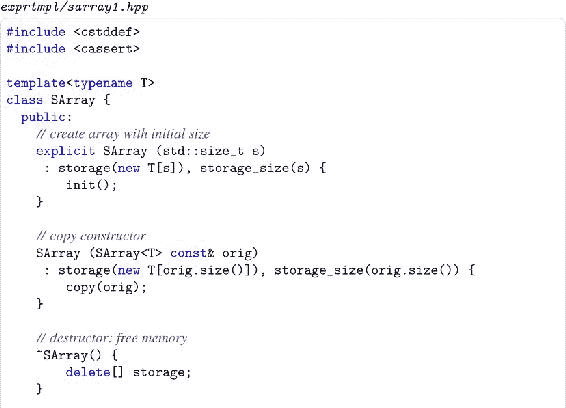 exprtmpl/sarray1.hpp
#include <cstddef>
#include <cassert>
template<typename T>
class SArray {
public:
// create array with initial size
explicit SArray (std::size_t s)
: storage(new T[s]), storage_size(s) {
init();
}
// copy constructor
SArray (SArray<T> const& orig)
: storage(new T[orig.size()]), storage_size(orig.size()) {
copy(orig);
}
// destructor: free memory
~SArray() {
delete[] storage;
}